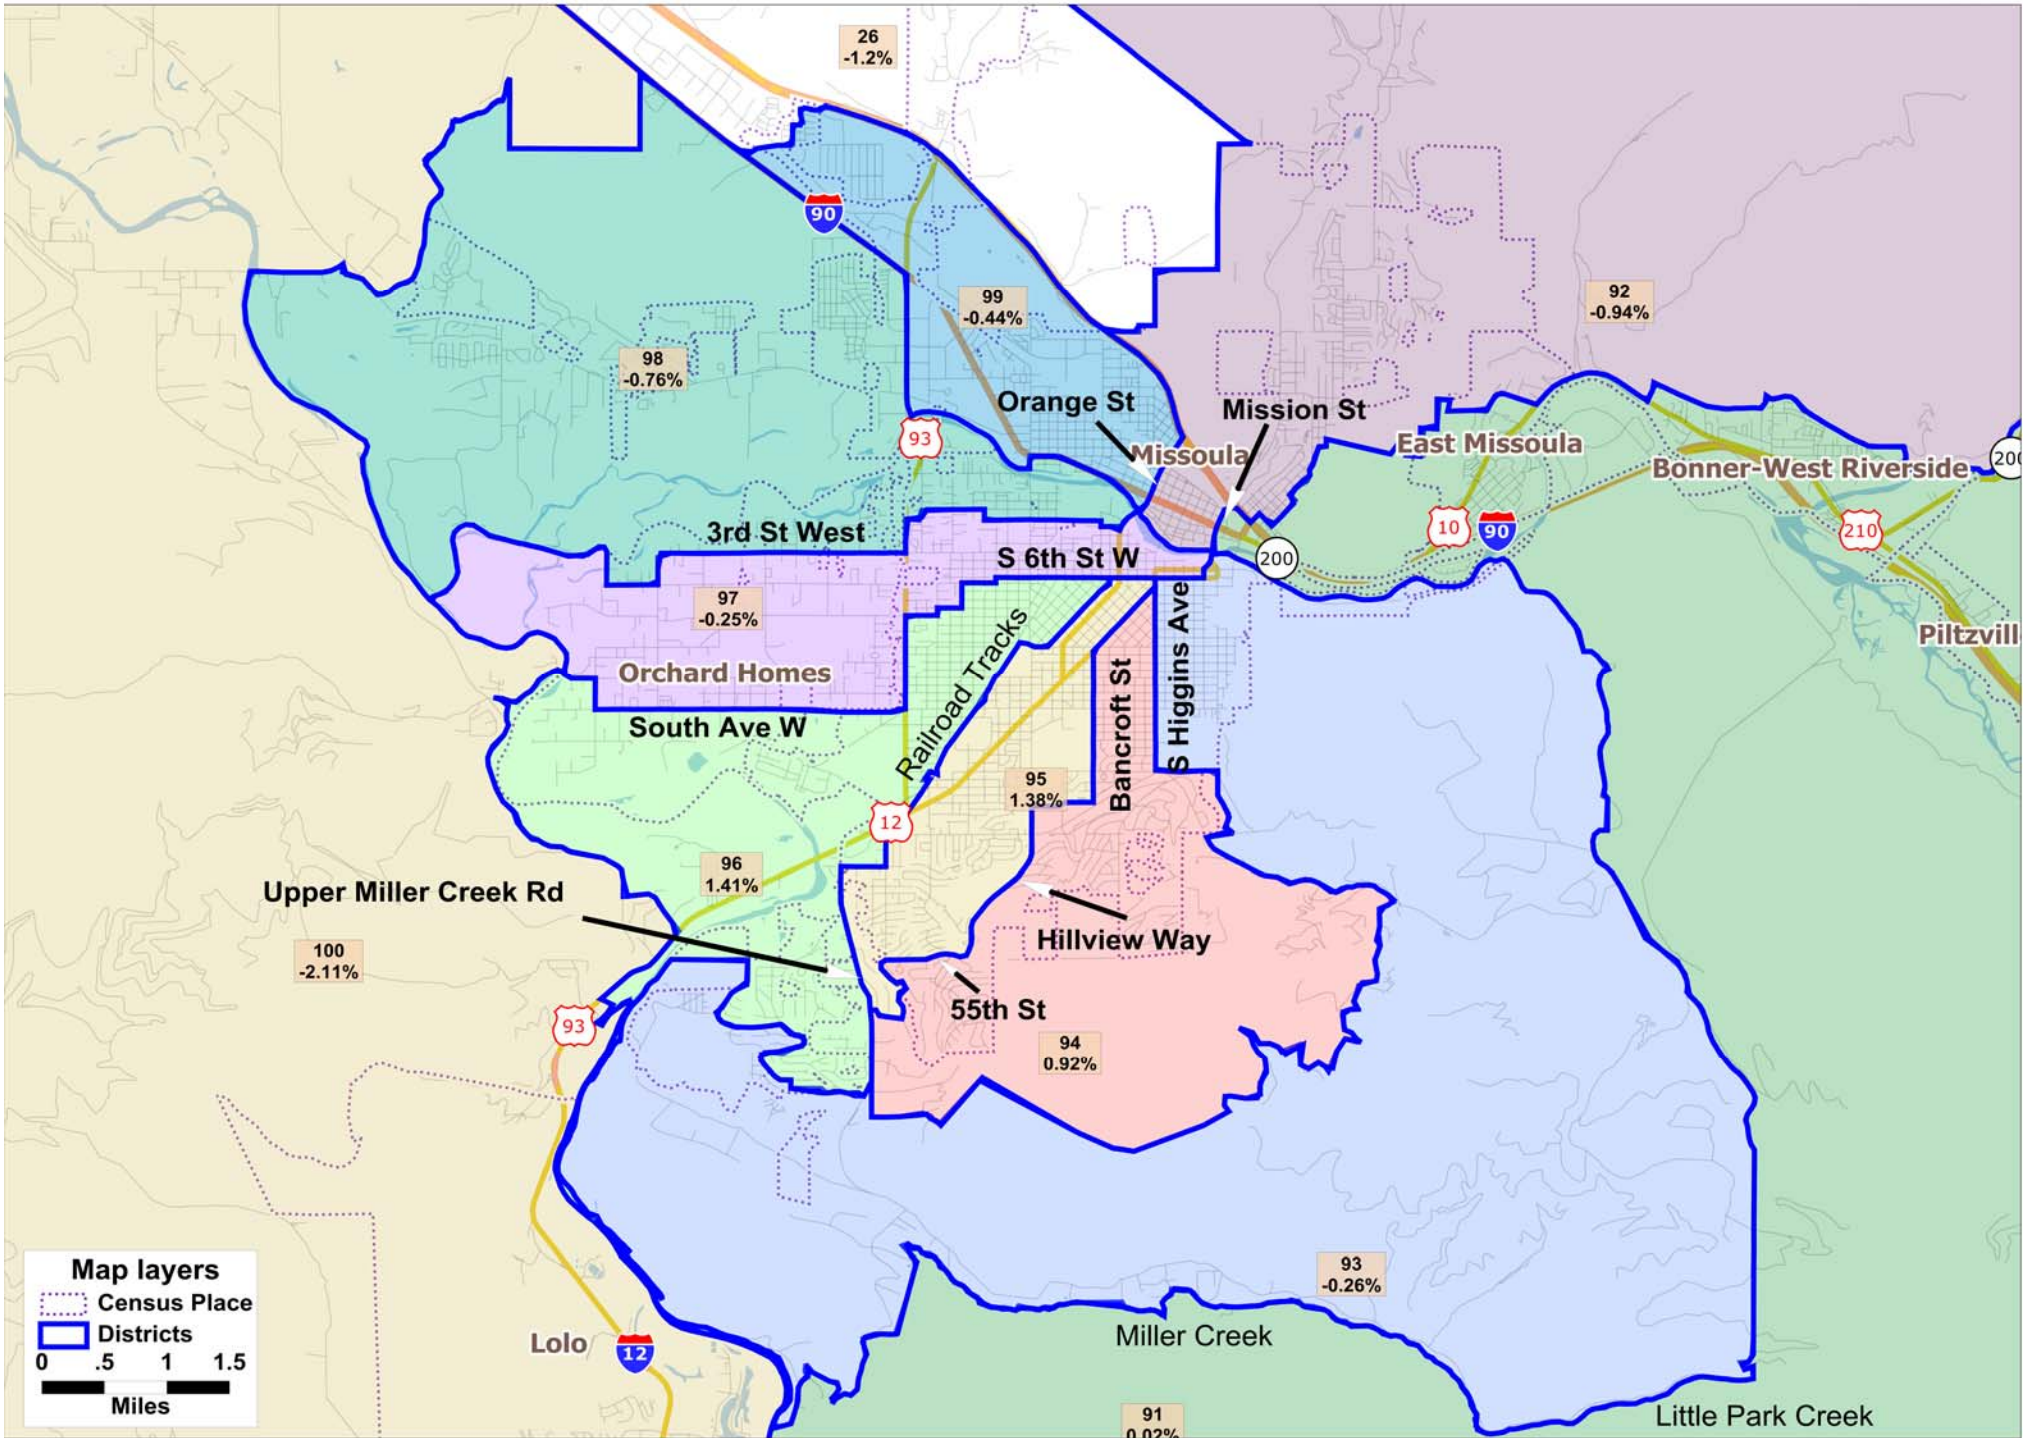 26
-1.2%
90
99
-0.44%
92
-0.94%
98
-0.76%
Orange St
Mission St
93
Missoula
East Missoula
Bonner-West Riverside
200
10
90
210
3rd St West
S 6th St W
200
97
-0.25%
Orchard Homes
Piltzvill
Railroad Tracks
Bancroft St
S Higgins Ave
South Ave W
95
1.38%
12
96
1.41%
Upper Miller Creek Rd
Hillview Way
100
-2.11%
55th St
93
94
0.92%
93
-0.26%
Map layers
Census Place
Districts
0 .5 1 1.5
Miles
Lolo
12
Miller Creek
91
0.02%
Little Park Creek